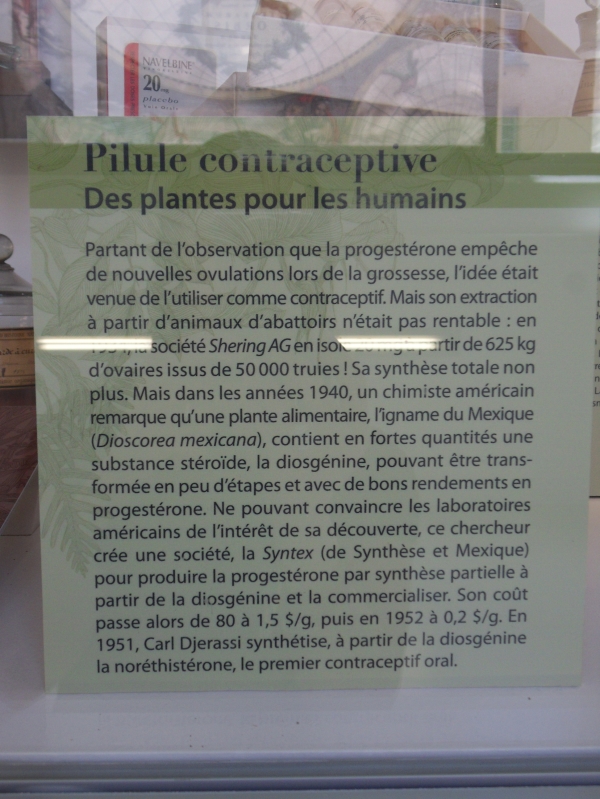 NAVELBINE
20mg
placebo
Pilule contraceptive
Des plantes pour les humains
Partant de l'observation que la progestérone empêche
de nouvelles ovulations lors de la grossesse, l'idée était
venue de l'utiliser comme contraceptif. Mais son extraction
à partir d'animaux d'abattoirs n'était pas rentable : en
la société Shering AG en isole 20 mg à partir de 625 kg
d'ovaires issus de 50 000 truies ! Sa synthèse totale non
plus. Mais dans les années 1940, un chimiste américain
remarque qu'une plante alimentaire, l'igname du Mexique
(Dioscorea mexicana), contient en fortes quantités une
substance stéroïde, la diosgénine, pouvant être trans-
formée en peu d'étapes et avec de bons rendements en
progestérone. Ne pouvant convaincre les laboratoires
américains de l'intérêt de sa découverte, ce chercheur
crée une société, la Syntex (de Synthèse et Mexique)
pour produire la progestérone par synthèse partielle à
partir de la diosgénine et la commercialiser. Son coût
passe alors de 80 à 1,5 $/g, puis en 1952 à 0,2 $/g. En
1951, Carl Djerassi synthétise, à partir de la diosgénine
la noréthistérone, le premier contraceptif oral.